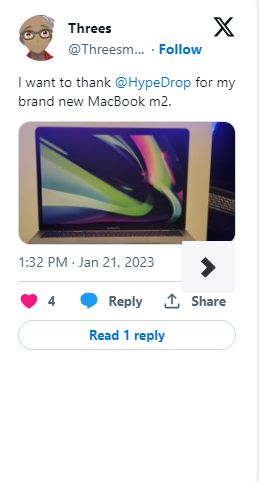 Threes
@Threesm... · Follow
I want to thank @HypeDrop for my
brand new MacBook m2.
1:32 PM · Jan 21, 2023
4 Reply Share
Read 1 reply